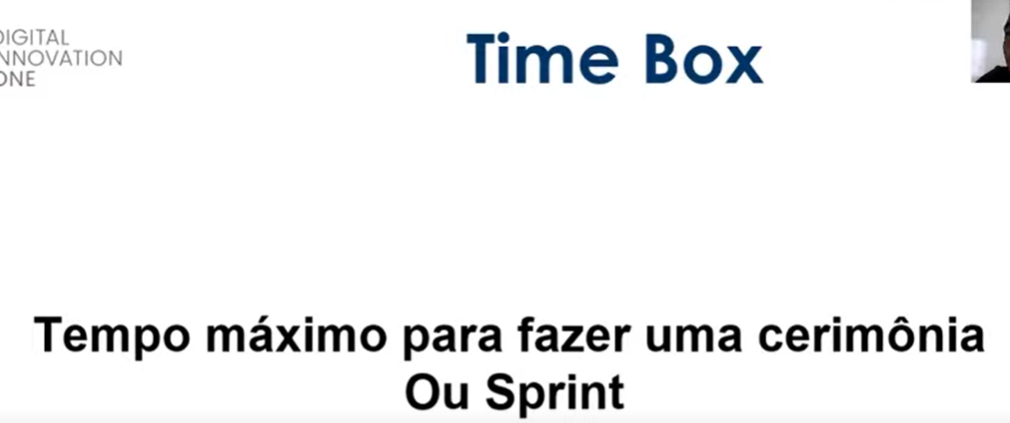 DIGITAL
INNOVATION
ONE
Time Box
Tempo máximo para fazer uma cerimônia
Ou Sprint